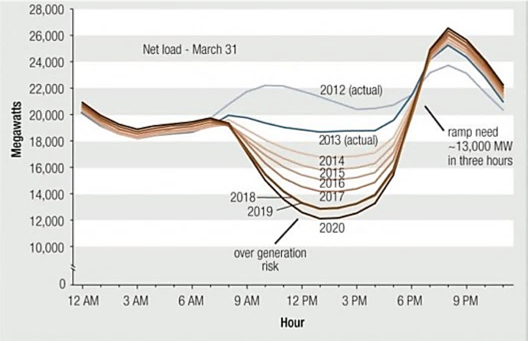 28,000
26,000
24,000
22,000
20,000
18,000
16,000
14,000
12,000
10,000
0
Megawatts
Net load - March 31
2012 (actual)
2013 (actual)
2014
2015
2016
2017
2018
2019
2020
ramp need
~13,000 MW
in three hours
over generation
risk
12 AM 3 AM 6 AM 9 AM 12 PM 3 PM 6 PM 9 PM
Hour